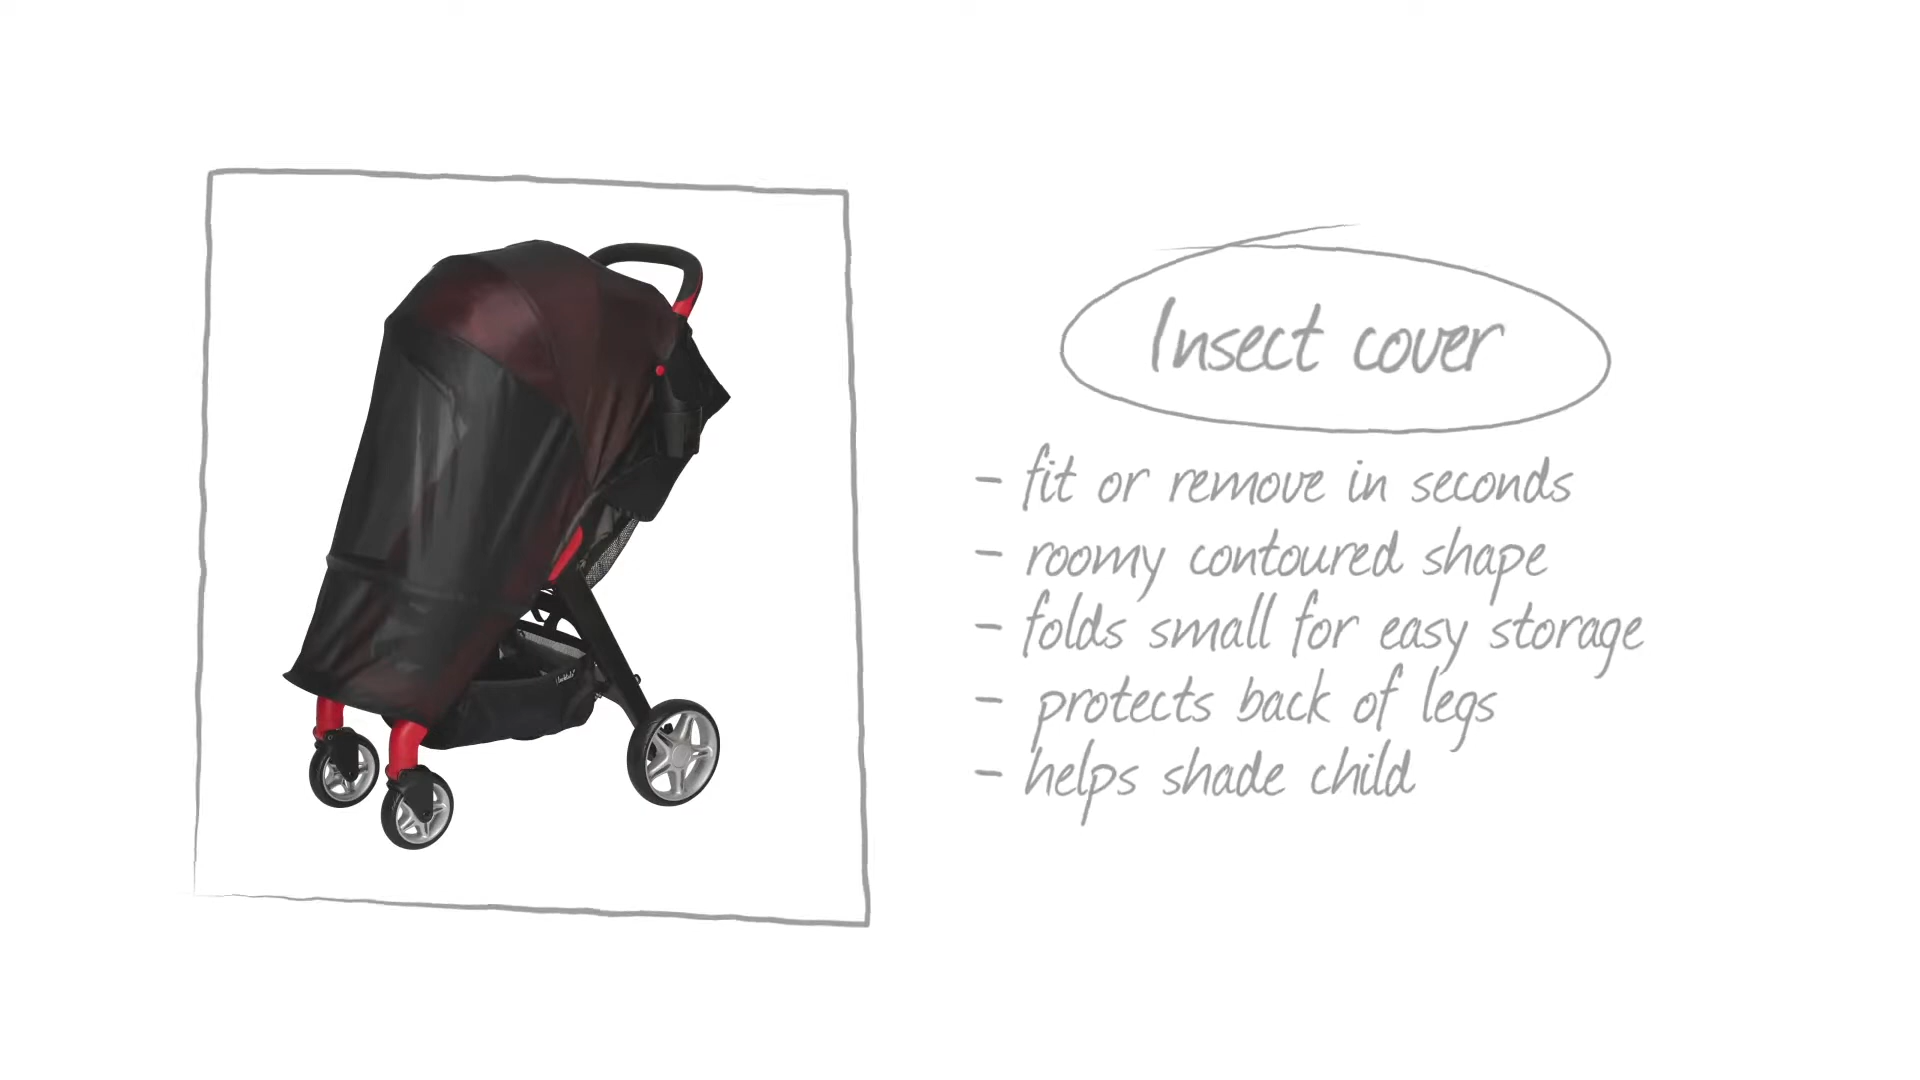 Insect cover
- fit or remove in seconds
- roomy contoured shape
- folds small for easy storage
- protects back of legs
- helps shade child